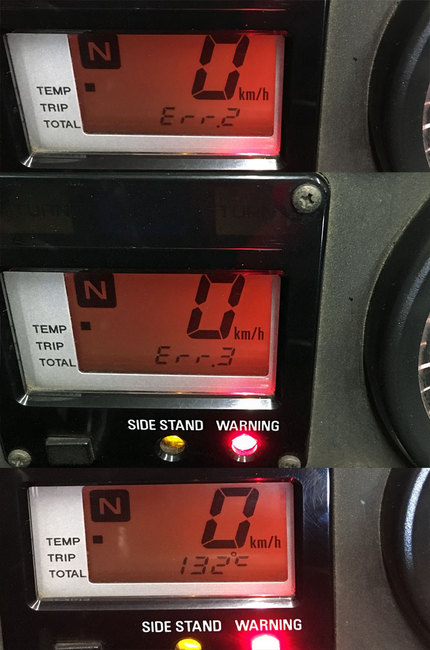 N 0 km/h
TEMP
TRIP Err.2
TOTAL
N 0 km/h
TEMP
TRIP Err.3
TOTAL
SIDE STAND WARNING
N 0 km/h
TEMP
TRIP 132°C
TOTAL
SIDE STAND WARNING